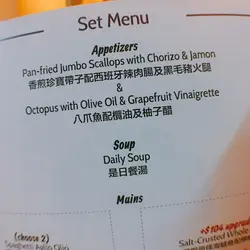 Set Menu
Appetizers
Pan-fried Jumbo Scallops with Chorizo & Jamon
香煎珍寶帶子配西班牙辣肉腸及黑毛豬火腿
&
Octopus with Olive Oil & Grapefruit Vinaigrette
八爪魚配欖油及柚子醋
Soup
Daily Soup
是日餐湯
Mains
(choose 2)
+$104 upgrad
Salt-Crusted Whole